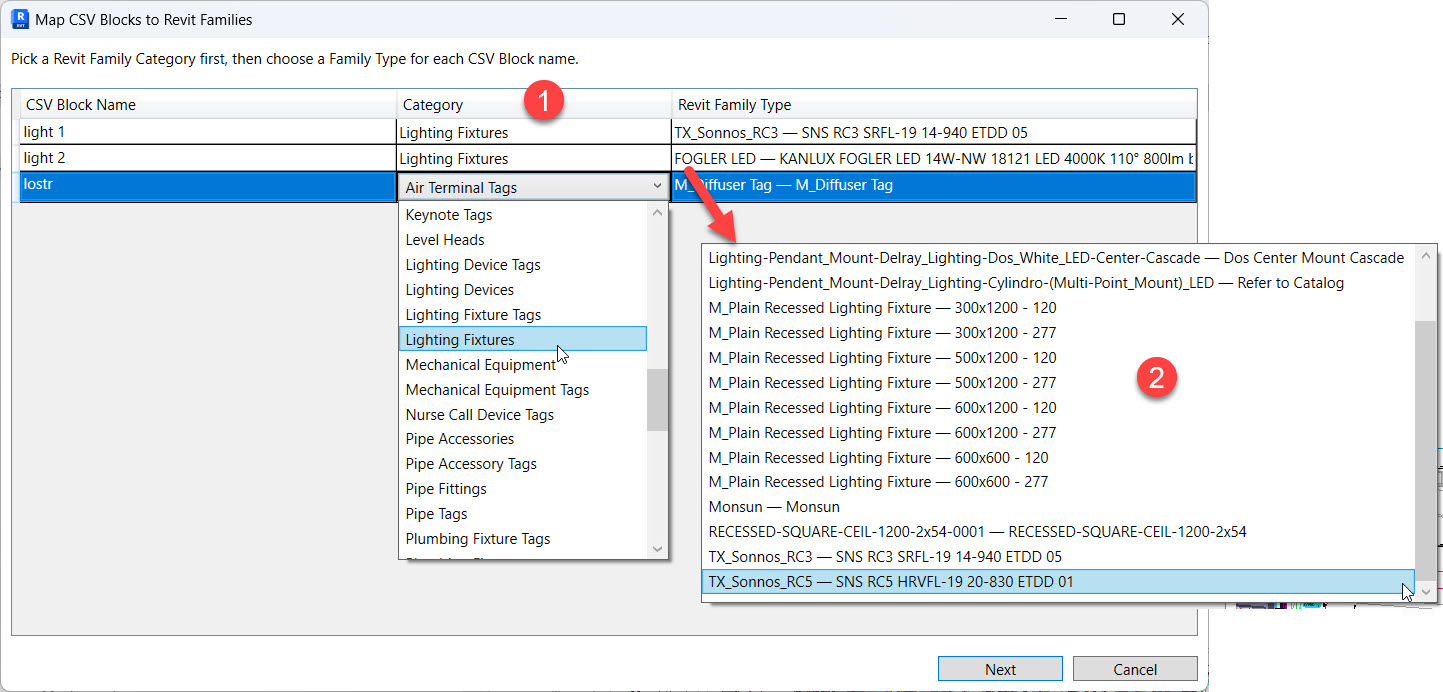 R
RVT
Map CSV Blocks to Revit Families
Pick a Revit Family Category first, then choose a Family Type for each CSV Block name.
CSV Block Name Category 1 Revit Family Type
light 1 Lighting Fixtures TX_Sonnos_RC3 — SNS RC3 SRFL-19 14-940 ETDD 05
light 2 Lighting Fixtures FOGLER LED — KANLUX FOGLER LED 14W-NW 18121 LED 4000K 110° 800lm
lostr Air Terminal Tags M_Diffuser Tag — M_Diffuser Tag
Keynote Tags
Level Heads
Lighting Device Tags
Lighting Devices
Lighting Fixture Tags
Lighting Fixtures
Mechanical Equipment
Mechanical Equipment Tags
Nurse Call Device Tags
Pipe Accessories
Pipe Accessory Tags
Pipe Fittings
Pipe Tags
Plumbing Fixture Tags
Lighting-Pendant_Mount-Delray_Lighting-Dos_White_LED-Center-Cascade — Dos Center Mount Cascade
Lighting-Pendent_Mount-Delray_Lighting-Cylindro-(Multi-Point_Mount)_LED — Refer to Catalog
M_Plain Recessed Lighting Fixture — 300x1200 - 120
M_Plain Recessed Lighting Fixture — 300x1200 - 277
M_Plain Recessed Lighting Fixture — 500x1200 - 120
M_Plain Recessed Lighting Fixture — 500x1200 - 277
M_Plain Recessed Lighting Fixture — 600x1200 - 120
M_Plain Recessed Lighting Fixture — 600x1200 - 277
M_Plain Recessed Lighting Fixture — 600x600 - 120
M_Plain Recessed Lighting Fixture — 600x600 - 277
Monsun — Monsun
RECESSED-SQUARE-CEIL-1200-2x54-0001 — RECESSED-SQUARE-CEIL-1200-2x54
TX_Sonnos_RC3 — SNS RC3 SRFL-19 14-940 ETDD 05
TX_Sonnos_RC5 — SNS RC5 HRVFL-19 20-830 ETDD 01
2
Next Cancel